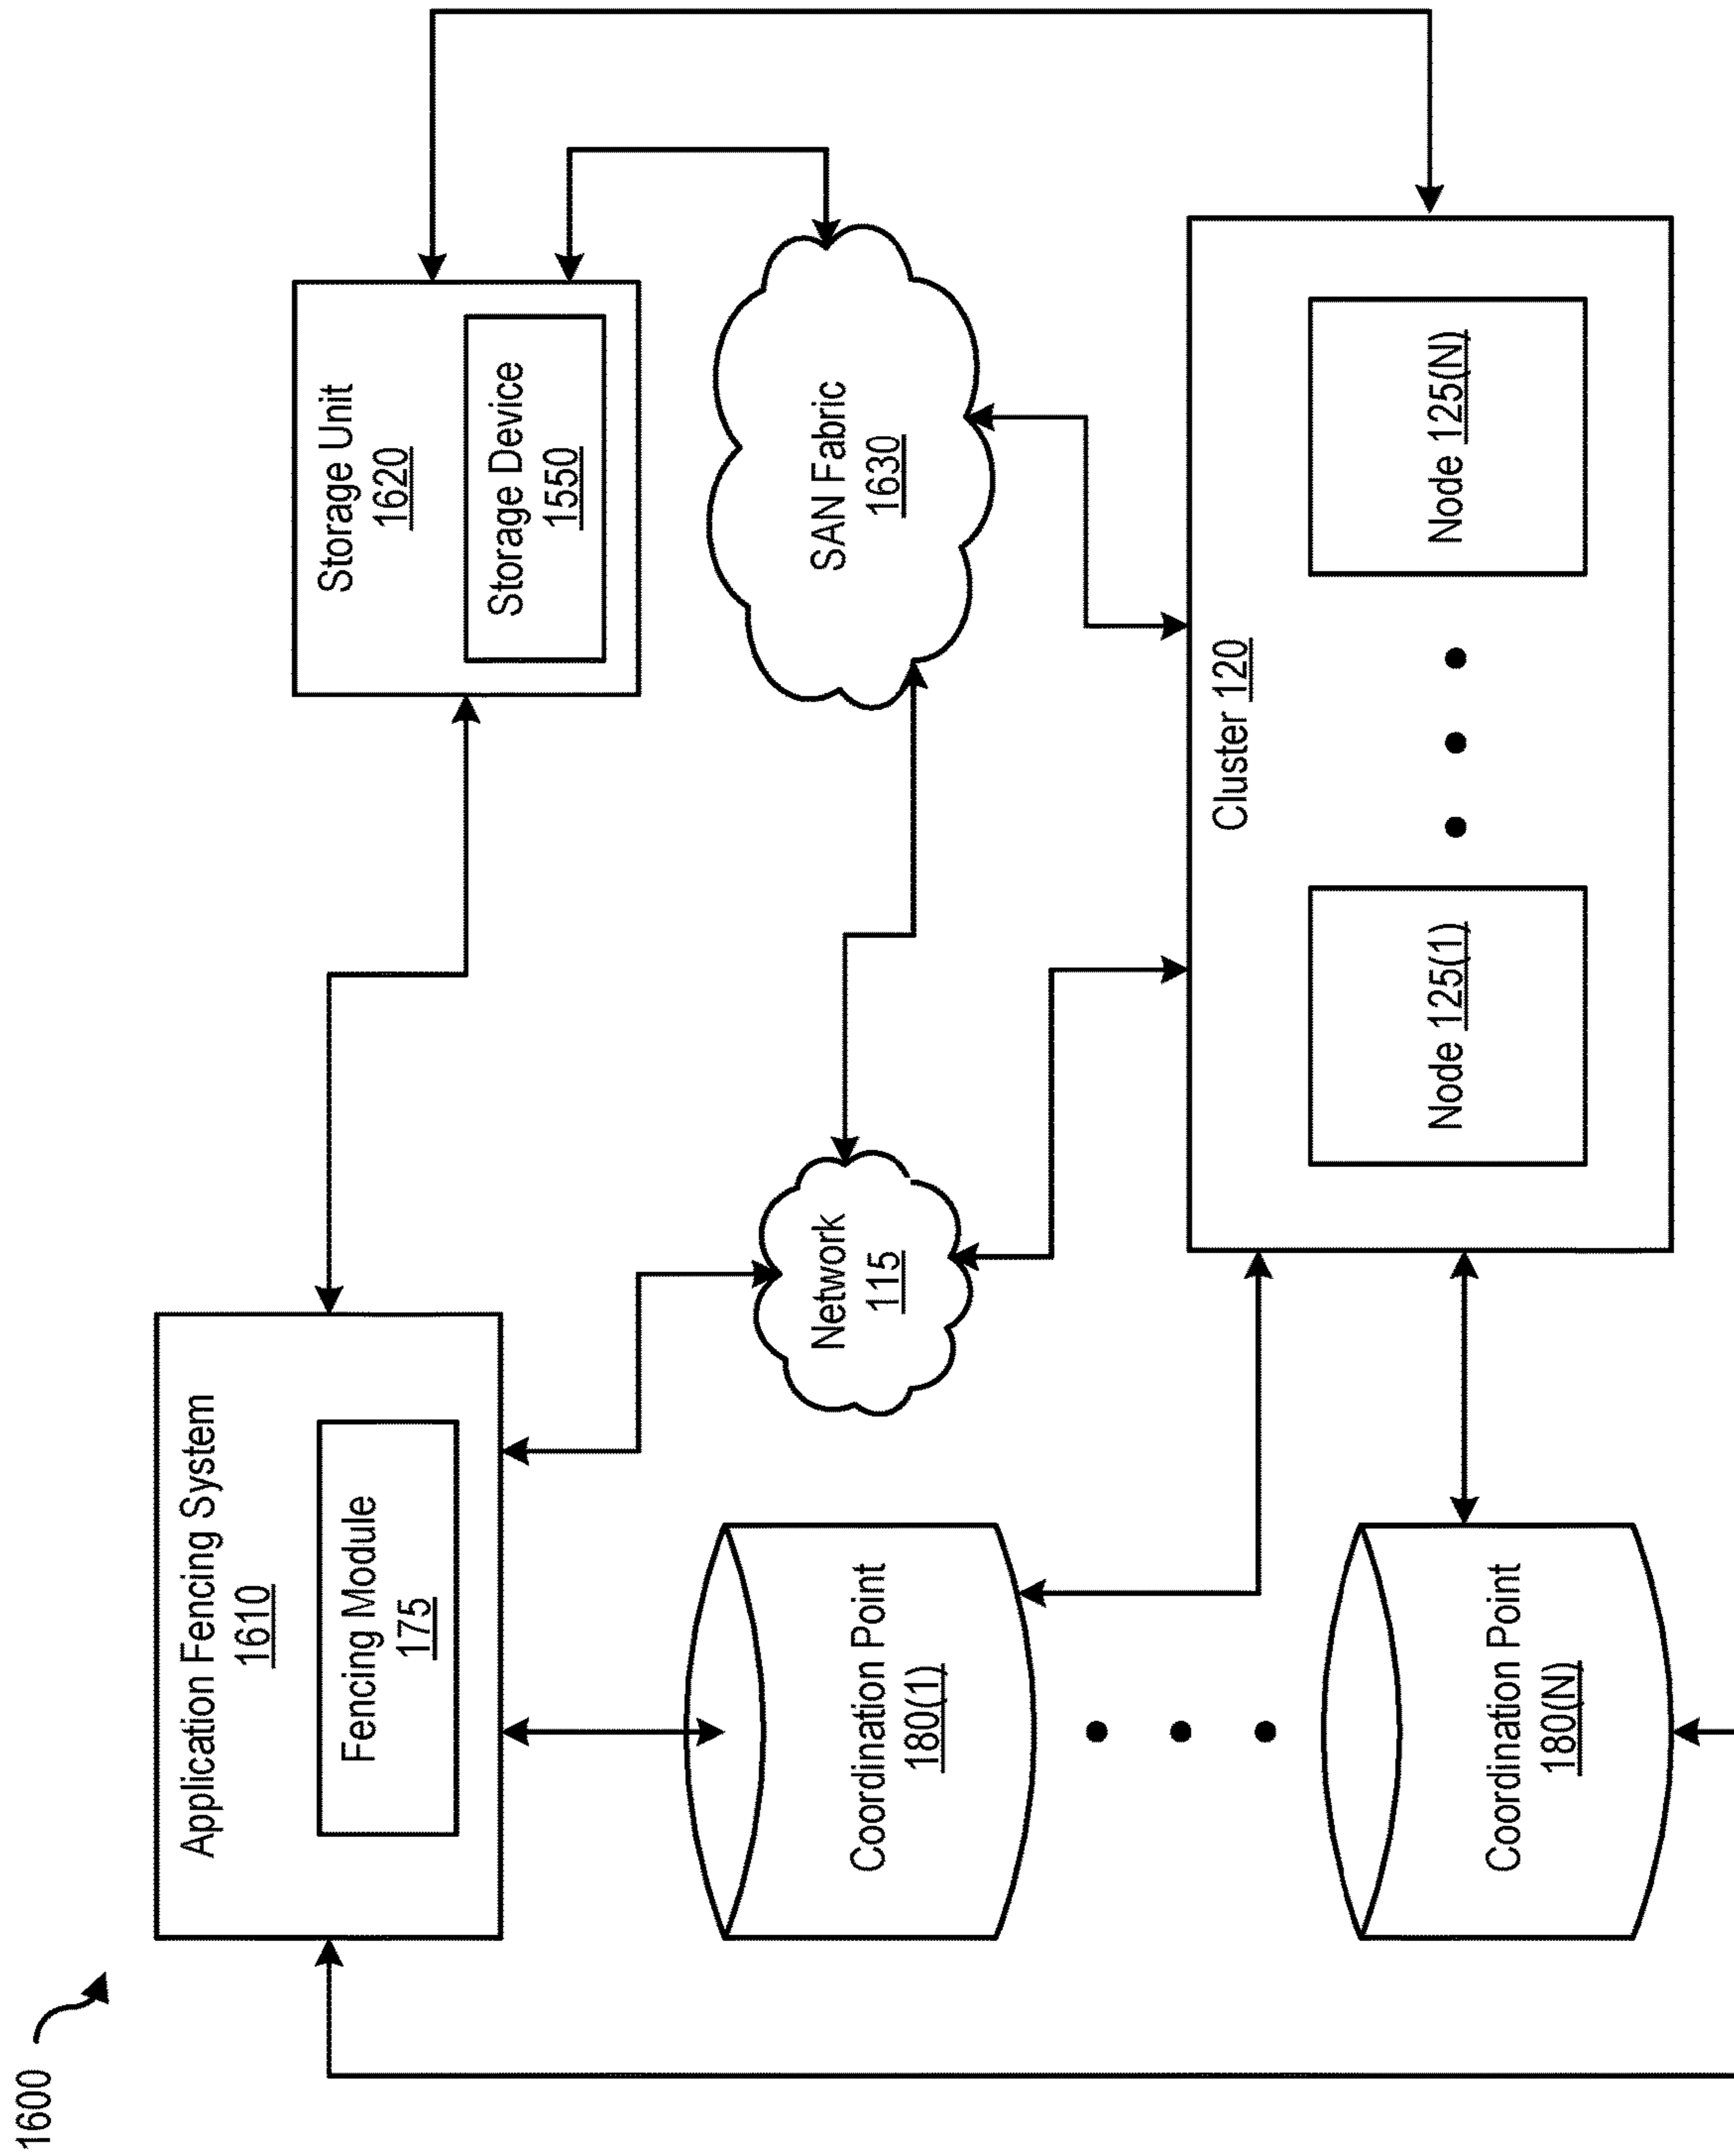 1600
Application Fencing System
1610
Fencing Module
175
Storage Unit
1620
Storage Device
1550
Network
115
SAN Fabric
1630
Coordination Point
180(1)
Coordination Point
180(N)
Cluster 120
Node 125(1)
Node 125(N)